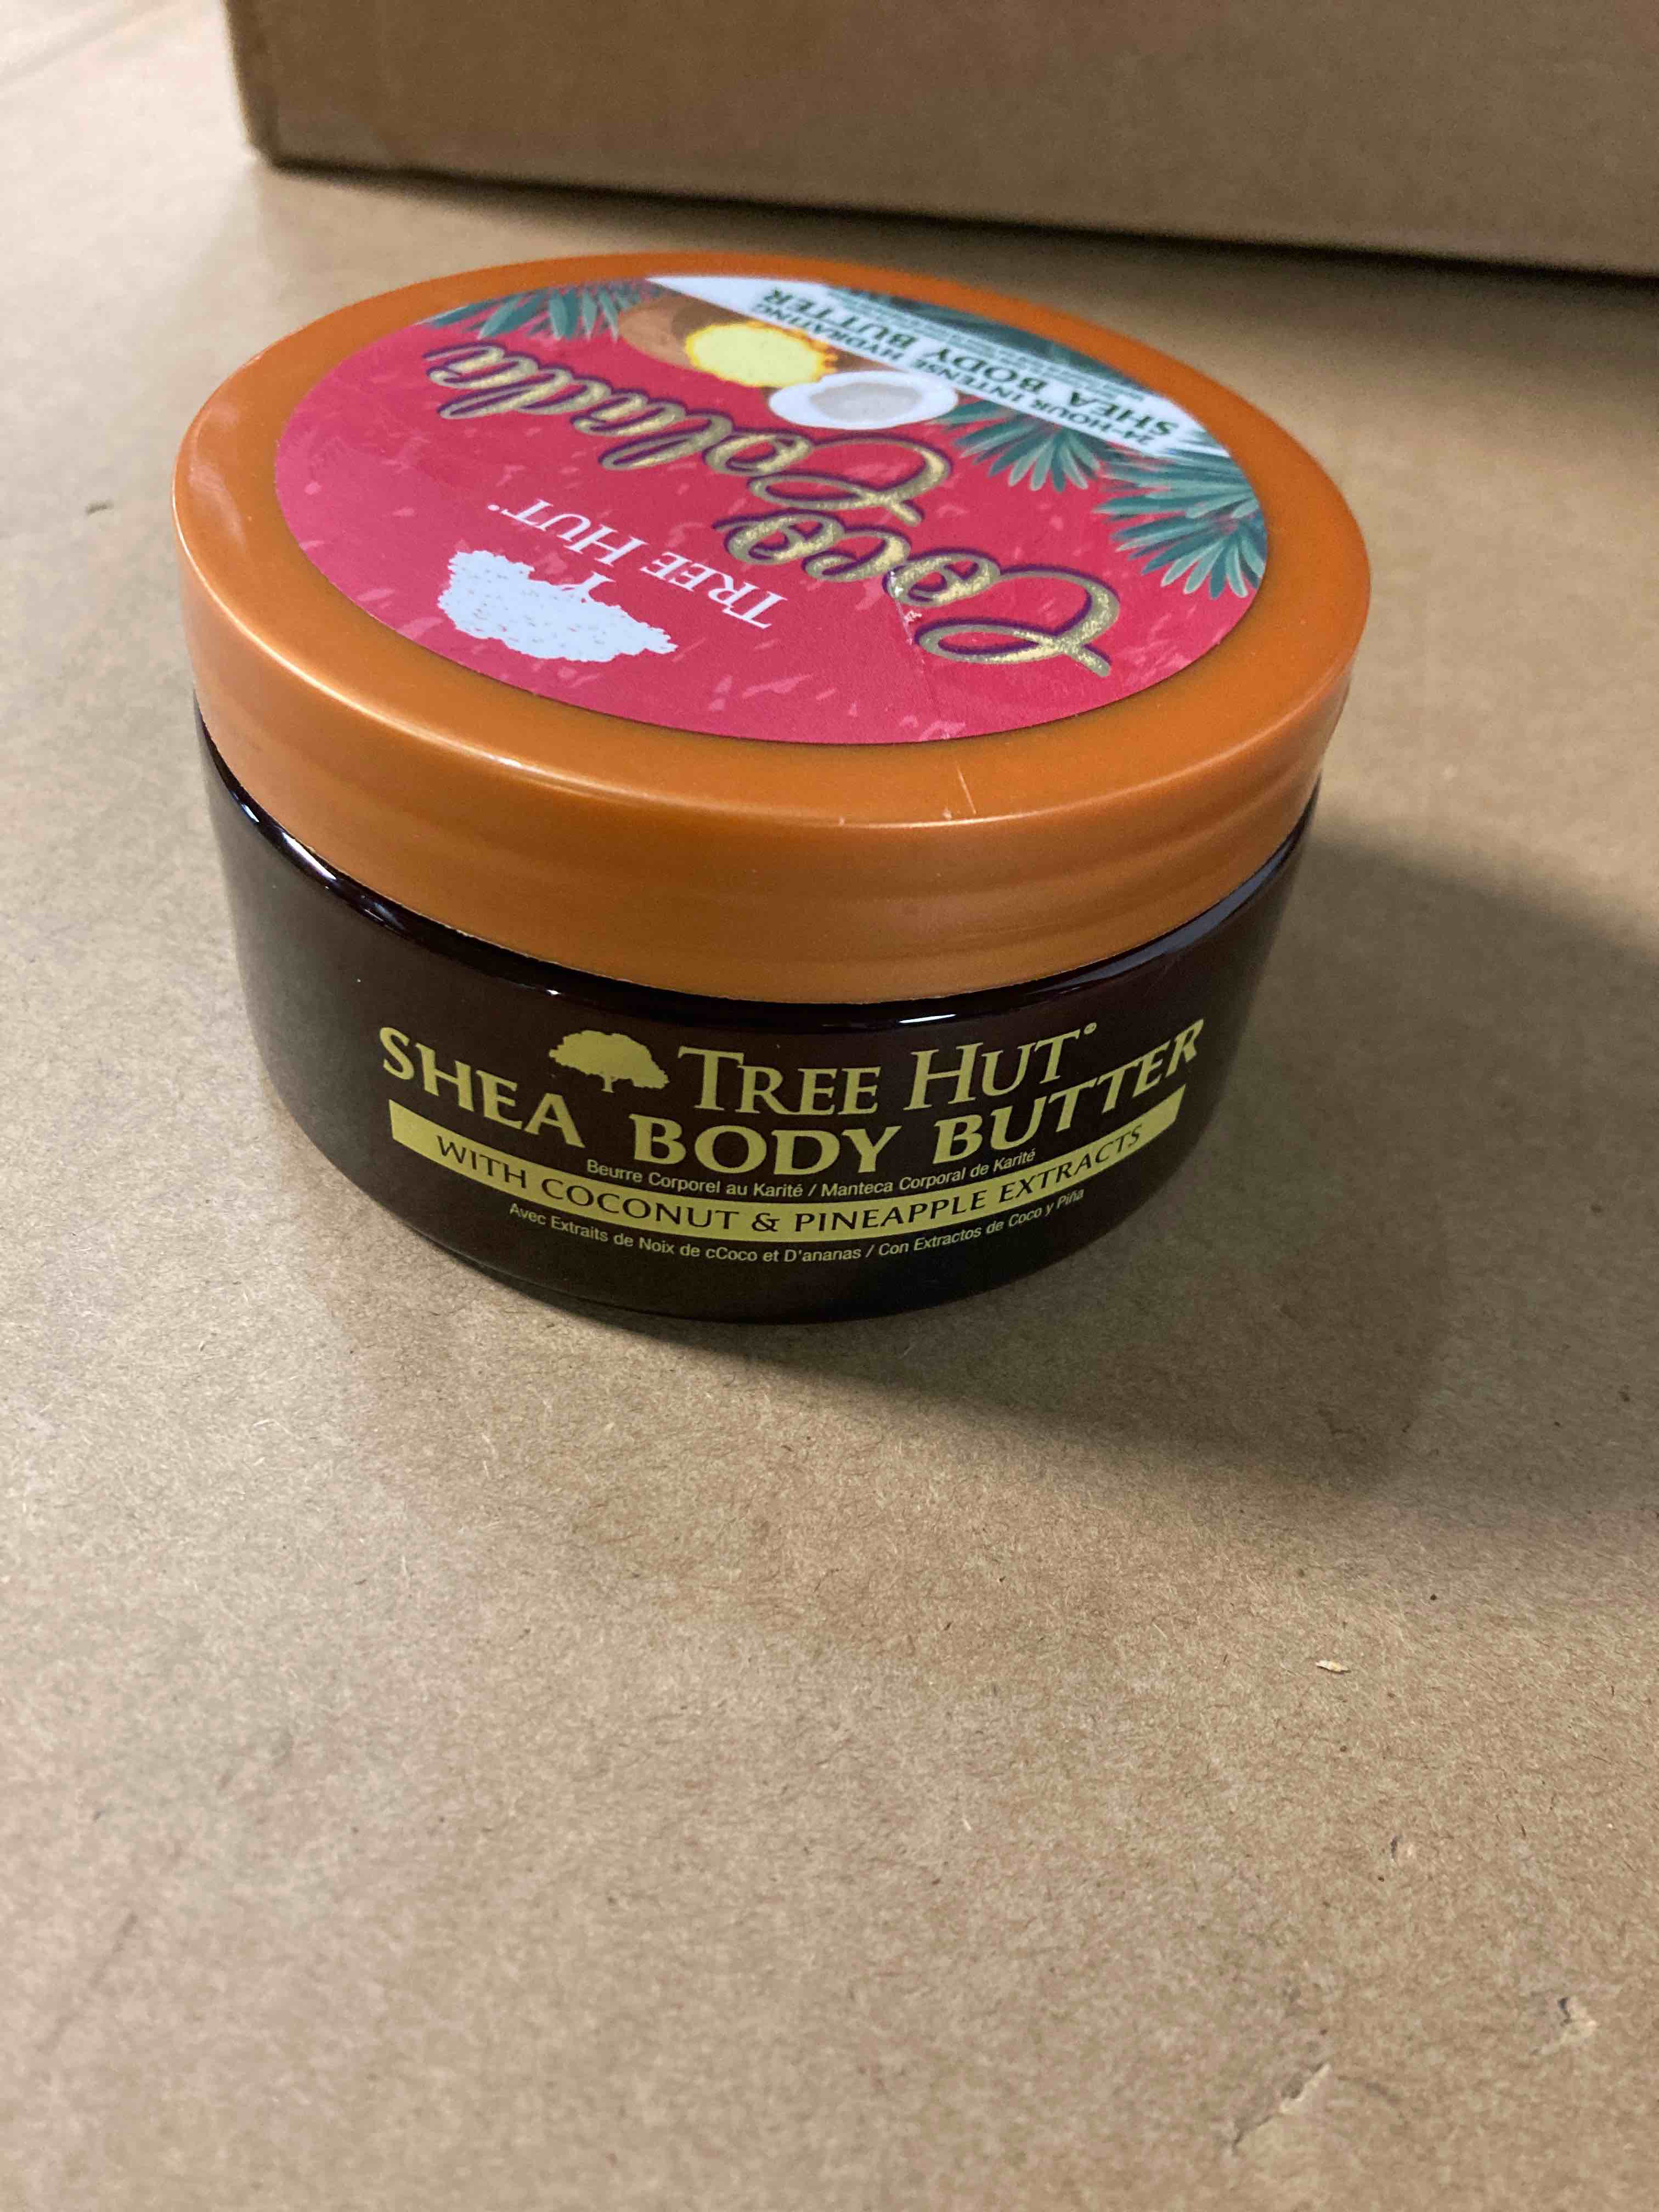 TREE HUT
Coco
Colada
24-HOUR INTENSE HYDRATING
SHEA BODY BUTTER
TREE HUT
SHEA BODY BUTTER
Beurre Corporel au Karité / Manteca Corporal de Karité
WITH COCONUT & PINEAPPLE EXTRACTS
Avec Extraits de Noix de cCoco et D'ananas / Con Extractos de Coco y Piña